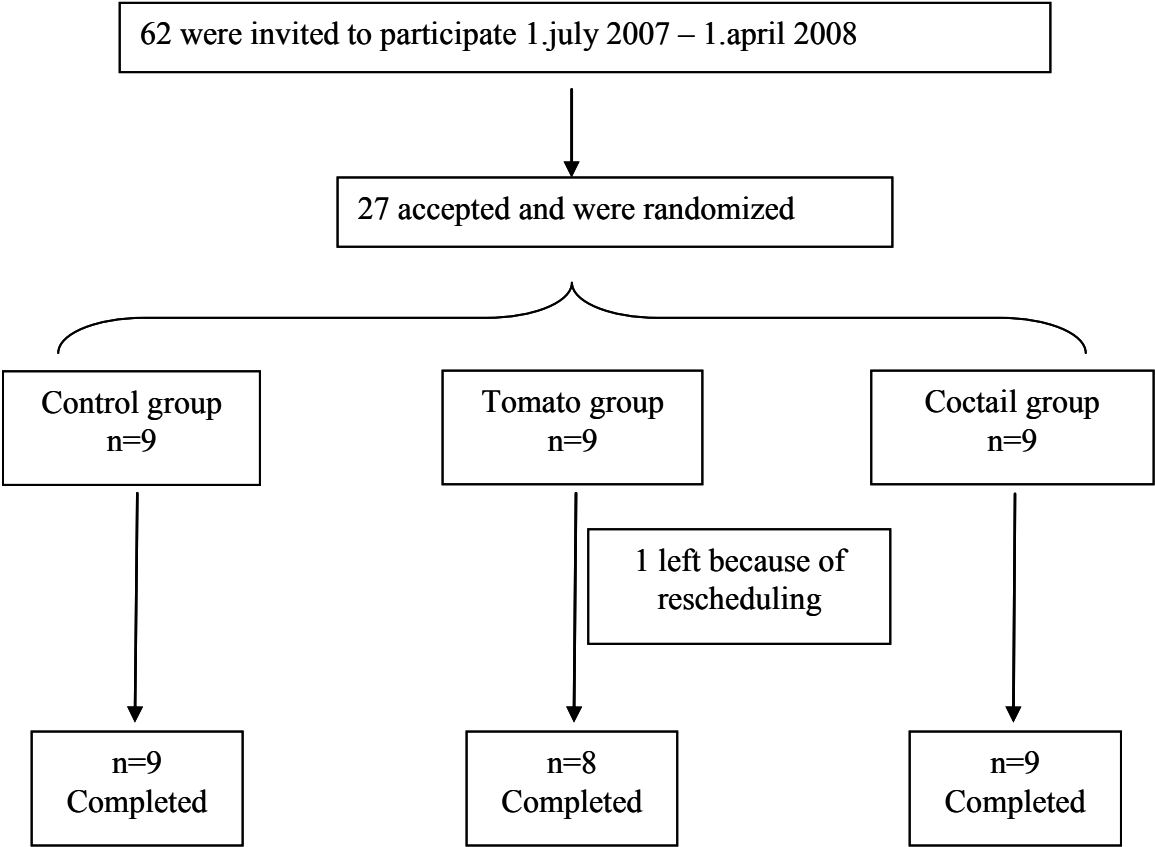 62 were invited to participate 1.july 2007 – 1.april 2008
27 accepted and were randomized
Control group
n=9
Tomato group
n=9
Coctail group
n=9
1 left because of
rescheduling
n=9
Completed
n=8
Completed
n=9
Completed